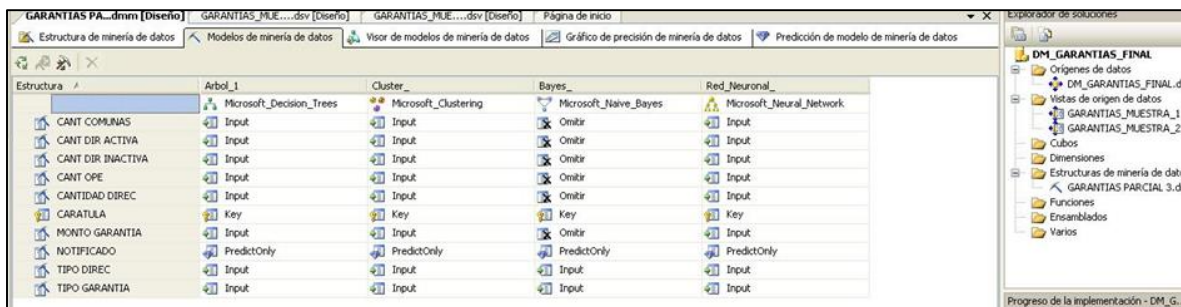 GARANTIAS PA...dmm [Diseño] GARANTIAS_MUE....dsv [Diseño] GARANTIAS_MUE....dsv [Diseño] Página de inicio Explorador de soluciones
Estructura de minería de datos Modelos de minería de datos Visor de modelos de minería de datos Gráfico de precisión de minería de datos Predicción de modelo de minería de datos
Estructura Arbol_1 Cluster_ Bayes_ Red_Neuronal_
Microsoft_Decision_Trees Microsoft_Clustering Microsoft_Naive_Bayes Microsoft_Neural_Network
CANT COMUNAS Input Input Omitir Input
CANT DIR ACTIVA Input Input Omitir Input
CANT DIR INACTIVA Input Input Omitir Input
CANT OPE Input Input Omitir Input
CANTIDAD DIREC Input Input Omitir Input
CARATULA Key Key Key Key
MONTO GARANTIA Input Input Omitir Input
NOTIFICADO PredictOnly PredictOnly PredictOnly PredictOnly
TIPO DIREC Input Input Input Input
TIPO GARANTIA Input Input Input Input
DM_GARANTIAS_FINAL
Orígenes de datos
DM_GARANTIAS_FINAL.d
Vistas de origen de datos
GARANTIAS_MUESTRA_1
GARANTIAS_MUESTRA_2
Cubos
Dimensiones
Estructuras de minería de dato
GARANTIAS PARCIAL 3.d
Funciones
Ensamblados
Varios
Progreso de la implementación - DM_G...